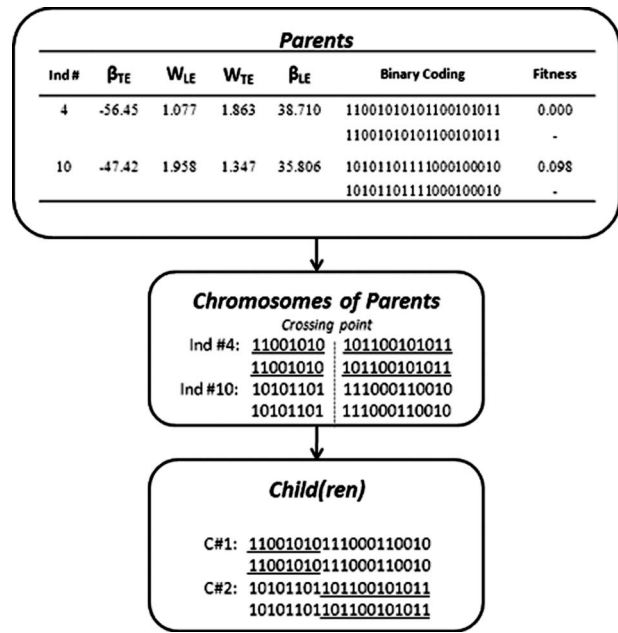 Parents
Ind # βTE WLE WTE βLE Binary Coding Fitness
4 -56.45 1.077 1.863 38.710 11001010101100101011 0.000
11001010101100101011 -
10 -47.42 1.958 1.347 35.806 10101101111000100010 0.098
10101101111000100010 -
Chromosomes of Parents
Crossing point
Ind #4: 11001010 101100101011
11001010 101100101011
Ind #10: 10101101 111000110010
10101101 111000110010
Child(ren)
C#1: 11001010111000110010
11001010111000110010
C#2: 10101101101100101011
10101101101100101011